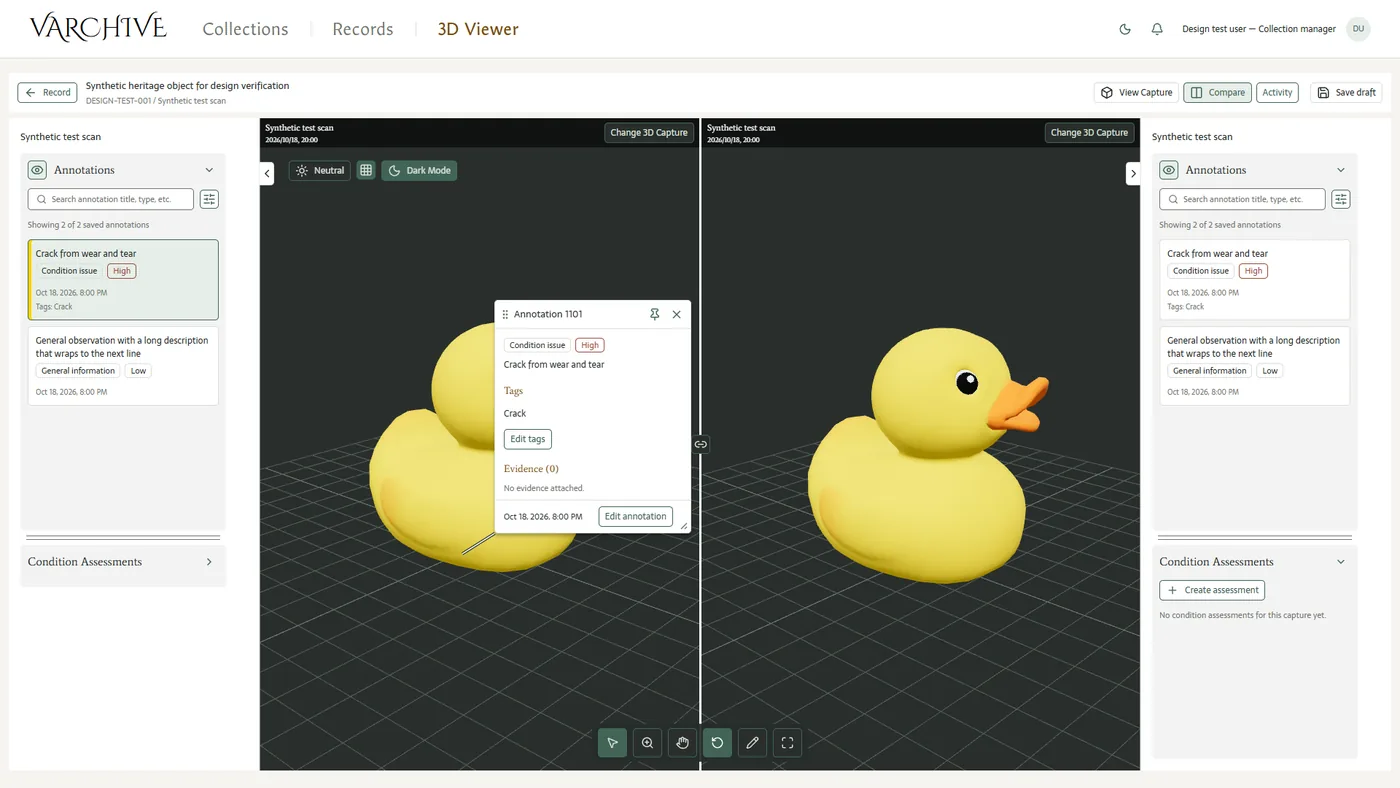 VARCHIVE
Collections
Records
3D Viewer
Design test user — Collection manager
DU
Record
Synthetic heritage object for design verification
DESIGN-TEST-001 / Synthetic test scan
View Capture
Compare
Activity
Save draft
Synthetic test scan
Annotations
Search annotation title, type, etc.
Showing 2 of 2 saved annotations
Crack from wear and tear
Condition issue
High
Oct 18, 2026, 8:00 PM
Tags: Crack
General observation with a long description
that wraps to the next line
General information
Low
Oct 18, 2026, 8:00 PM
Condition Assessments
Synthetic test scan
2026/10/18, 20:00
Change 3D Capture
Neutral
Dark Mode
Annotation 1101
Condition issue
High
Crack from wear and tear
Tags
Crack
Edit tags
Evidence (0)
No evidence attached.
Oct 18, 2026, 8:00 PM
Edit annotation
Synthetic test scan
2026/10/18, 20:00
Change 3D Capture
Synthetic test scan
Annotations
Search annotation title, type, etc.
Showing 2 of 2 saved annotations
Crack from wear and tear
Condition issue
High
Oct 18, 2026, 8:00 PM
Tags: Crack
General observation with a long description
that wraps to the next line
General information
Low
Oct 18, 2026, 8:00 PM
Condition Assessments
Create assessment
No condition assessments for this capture yet.